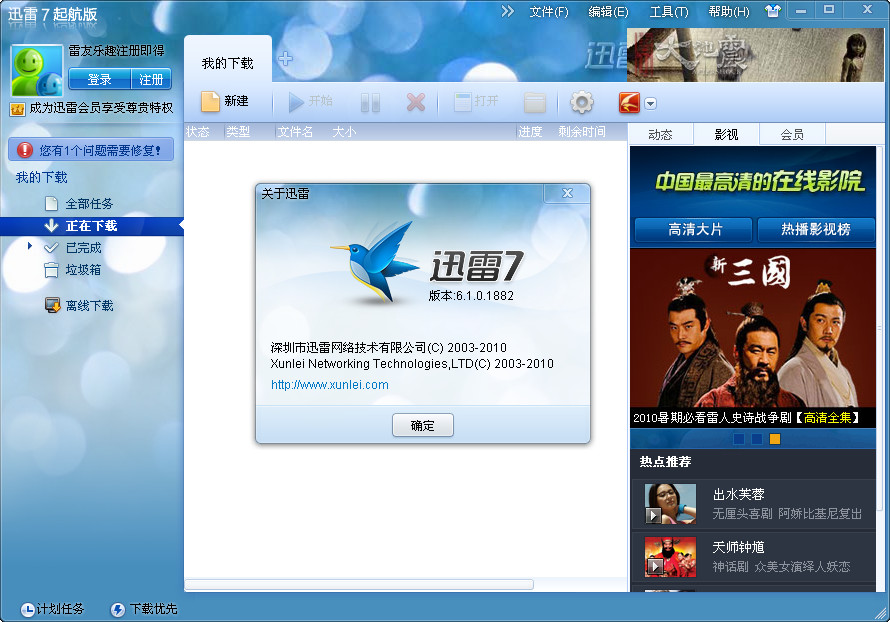 迅雷7起航版
文件(F) 编辑(E) 工具(T) 帮助(H)
雷友乐趣注册即得
登录 注册
成为迅雷会员享受尊贵特权
我的下载
大地震
新建 开始 打开
状态 类型 文件名 大小 进度 剩余时间
动态 影视 会员
您有1个问题需要修复!
我的下载
全部任务
正在下载
已完成
垃圾箱
离线下载
关于迅雷
迅雷7
版本:6.1.0.1882
深圳市迅雷网络技术有限公司(C) 2003-2010
Xunlei Networking Technologies,LTD(C) 2003-2010
http://www.xunlei.com
确定
中国最高清的在线影院
高清大片 热播影视榜
新三國
2010暑期必看雷人史诗战争剧【高清全集】
热点推荐
出水芙蓉
无厘头喜剧 阿娇比基尼复出
天师钟馗
神话剧 众美女演绎人妖恋
计划任务 下载优先